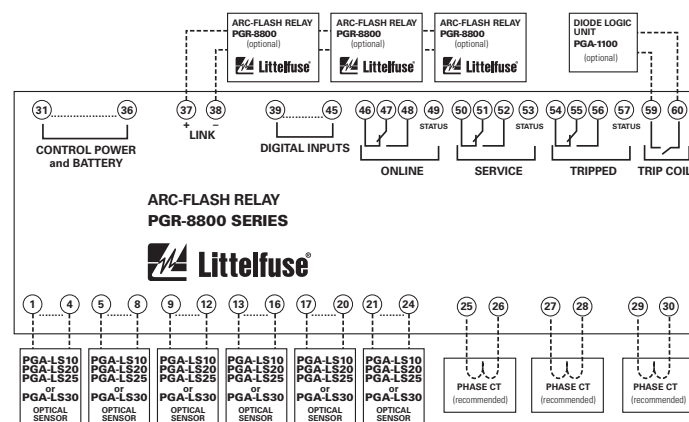 ARC-FLASH RELAY
PGR-8800
(optional)
Littelfuse
ARC-FLASH RELAY
PGR-8800
(optional)
Littelfuse
ARC-FLASH RELAY
PGR-8800
(optional)
Littelfuse®
DIODE LOGIC
UNIT
PGA-1100
(optional)
31 36 37 38 39 45 46 47 48 49 50 51 52 53 54 55 56 57 59 60
+ –
LINK
STATUS STATUS STATUS
CONTROL POWER
and BATTERY
DIGITAL INPUTS
ONLINE SERVICE TRIPPED TRIP COIL
ARC-FLASH RELAY
PGR-8800 SERIES
Littelfuse®
1 4 5 8 9 12 13 16 17 20 21 24 25 26 27 28 29 30
PGA-LS10
PGA-LS20
PGA-LS25
or
PGA-LS30
OPTICAL
SENSOR
PGA-LS10
PGA-LS20
PGA-LS25
or
PGA-LS30
OPTICAL
SENSOR
PGA-LS10
PGA-LS20
PGA-LS25
or
PGA-LS30
OPTICAL
SENSOR
PGA-LS10
PGA-LS20
PGA-LS25
or
PGA-LS30
OPTICAL
SENSOR
PGA-LS10
PGA-LS20
PGA-LS25
or
PGA-LS30
OPTICAL
SENSOR
PGA-LS10
PGA-LS20
PGA-LS25
or
PGA-LS30
OPTICAL
SENSOR
PHASE CT
(recommended)
PHASE CT
(recommended)
PHASE CT
(recommended)